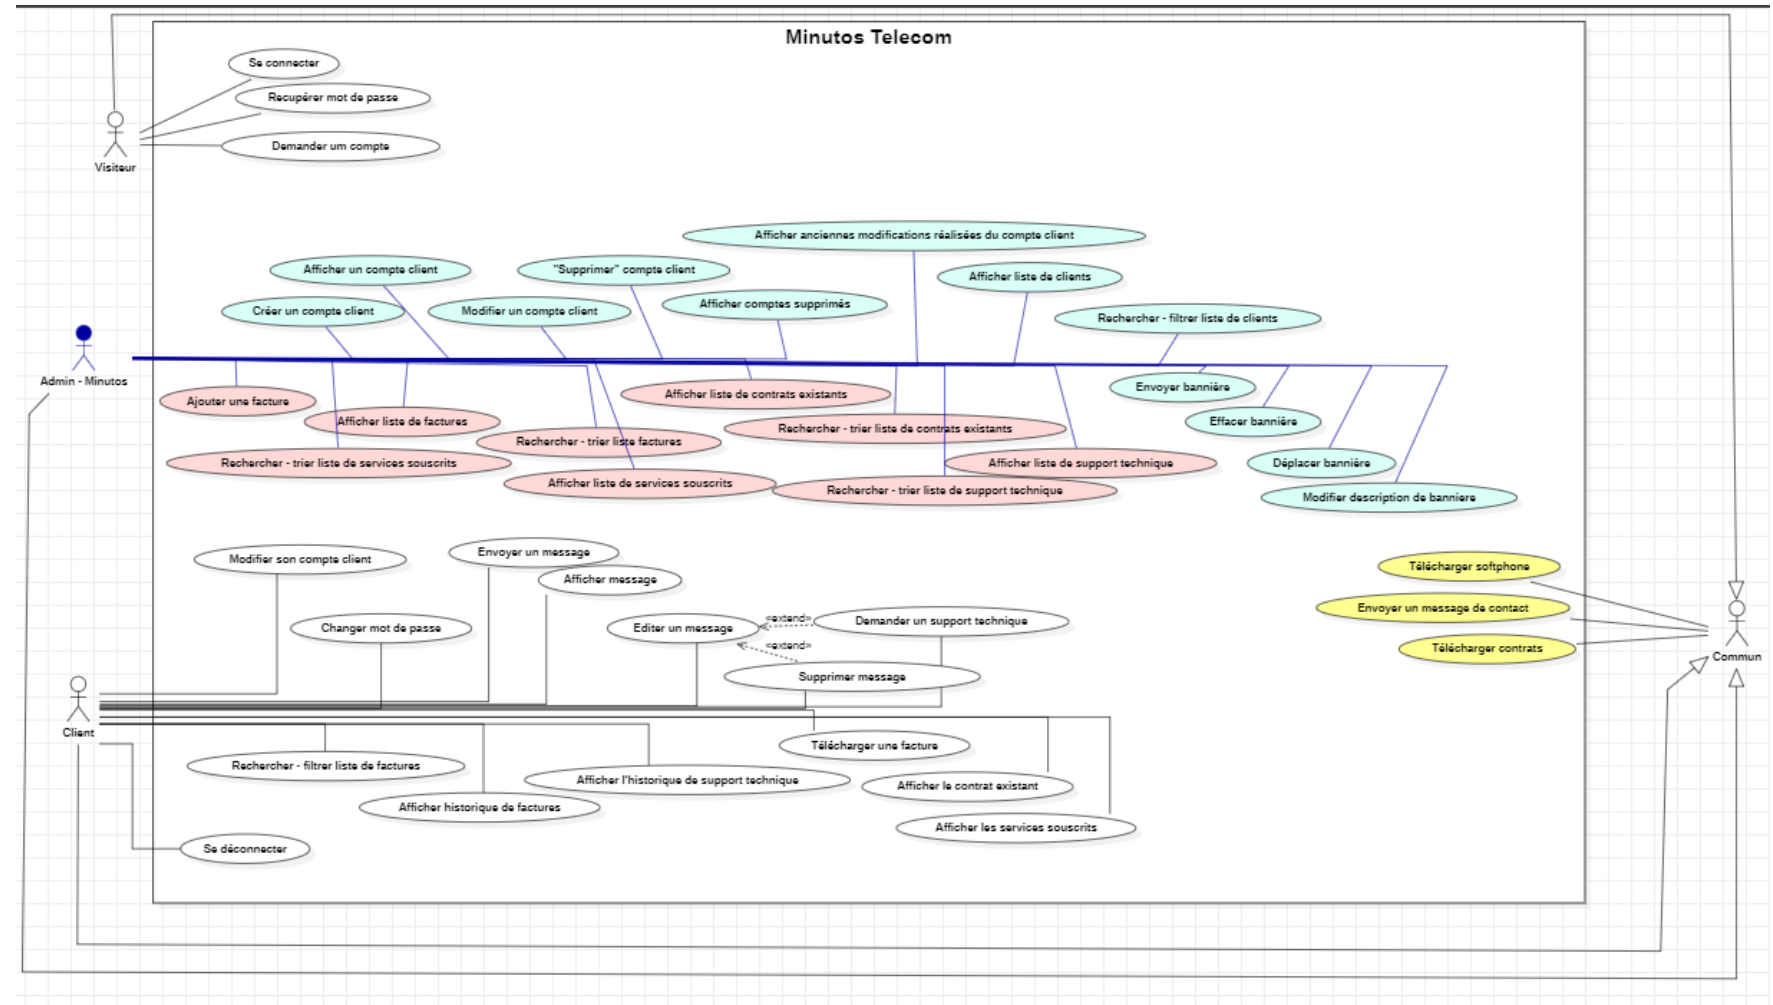 Minutos Telecom
Se connecter
Recupérer mot de passe
Demander um compte
Visiteur
Afficher anciennes modifications réalisées du compte client
Afficher un compte client
"Supprimer" compte client
Afficher liste de clients
Créer un compte client
Modifier un compte client
Afficher comptes supprimés
Rechercher - filtrer liste de clients
Admin - Minutos
Ajouter une facture
Afficher liste de factures
Rechercher - trier liste factures
Rechercher - trier liste de services souscrits
Afficher liste de services souscrits
Afficher liste de contrats existants
Rechercher - trier liste de contrats existants
Afficher liste de support technique
Rechercher - trier liste de support technique
Envoyer bannière
Effacer bannière
Déplacer bannière
Modifier description de banniere
Modifier son compte client
Envoyer un message
Afficher message
Changer mot de passe
Editer un message
«extend»
Demander un support technique
«extend»
Supprimer message
Télécharger softphone
Envoyer un message de contact
Télécharger contrats
Commun
Client
Rechercher - filtrer liste de factures
Afficher historique de factures
Afficher l'historique de support technique
Télécharger une facture
Afficher le contrat existant
Afficher les services souscrits
Se déconnecter